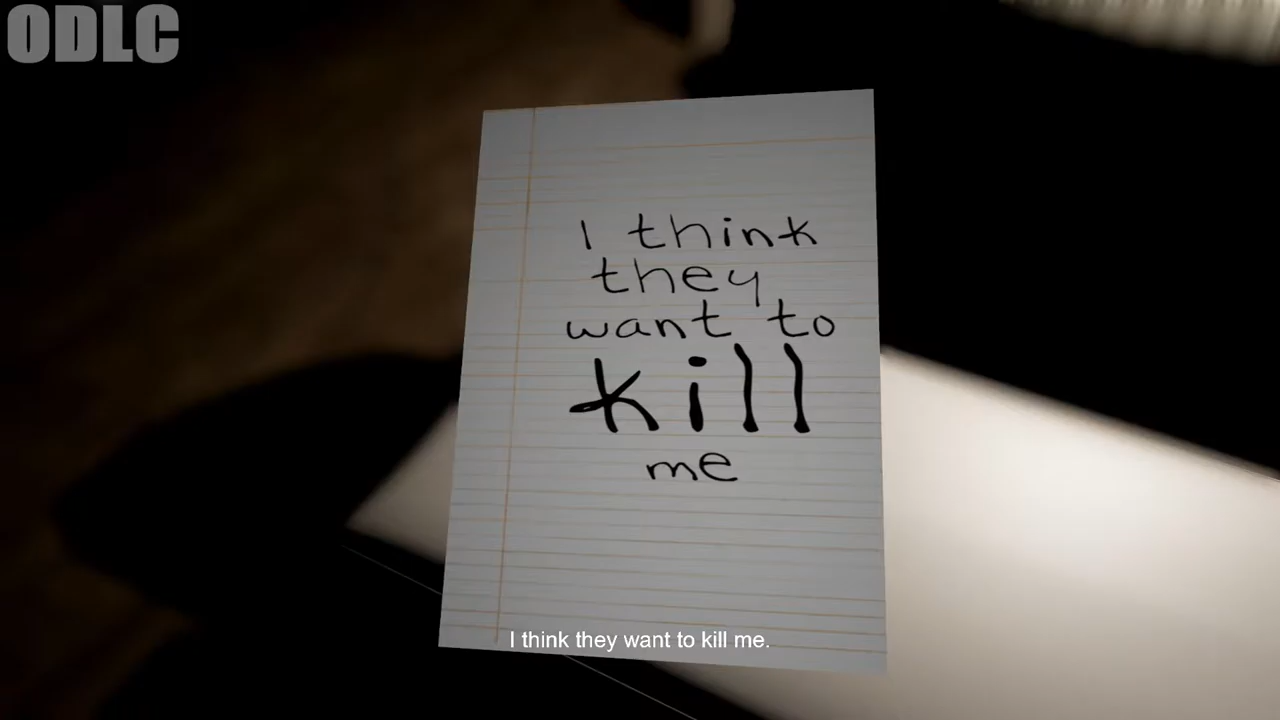 ODLC
I think
they
want to
kill
me
I think they want to kill me.